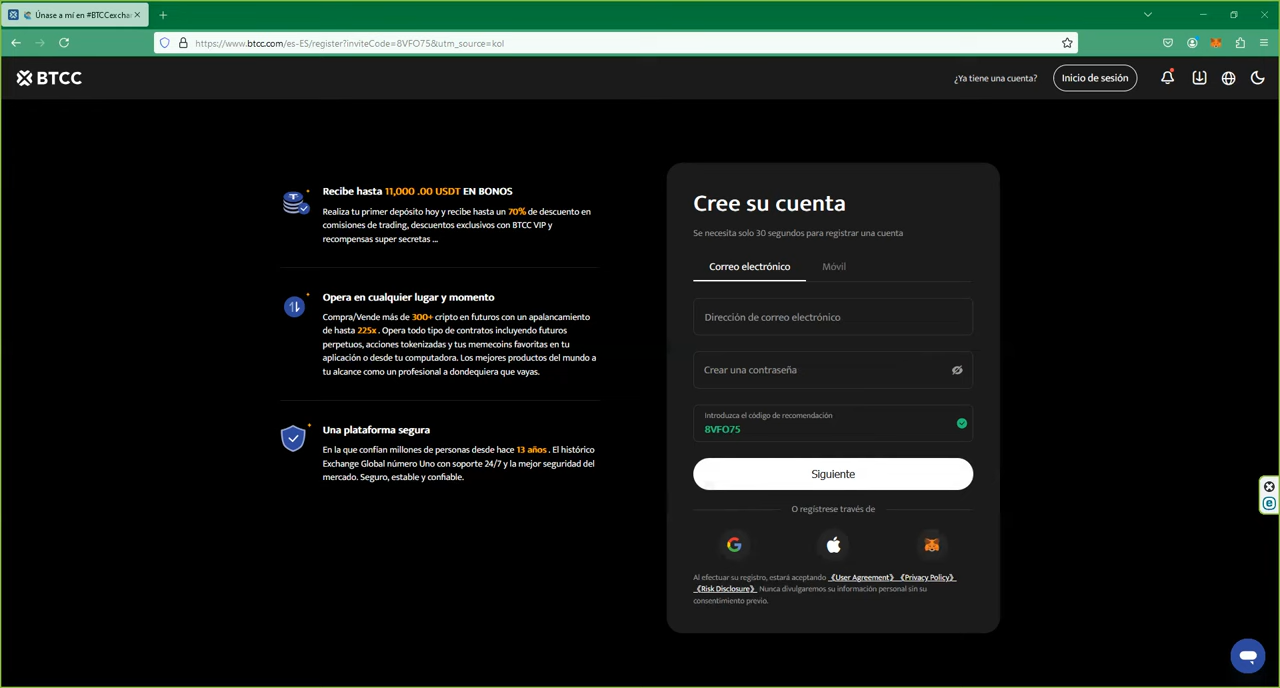 Únase a mí en #BTCCexcha
https://www.btcc.com/es-ES/register?inviteCode=8VFO75&utm_source=kol
BTCC
¿Ya tiene una cuenta?
Inicio de sesión
Recibe hasta 11,000 .00 USDT EN BONOS
Realiza tu primer depósito hoy y recibe hasta un 70% de descuento en
comisiones de trading, descuentos exclusivos con BTCC VIP y
recompensas super secretas ...
Opera en cualquier lugar y momento
Compra/Vende más de 300+ cripto en futuros con un apalancamiento
de hasta 225x . Opera todo tipo de contratos incluyendo futuros
perpetuos, acciones tokenizadas y tus memecoins favoritas en tu
aplicación o desde tu computadora. Los mejores productos del mundo a
tu alcance como un profesional a dondequiera que vayas.
Una plataforma segura
En la que confían millones de personas desde hace 13 años . El histórico
Exchange Global número Uno con soporte 24/7 y la mejor seguridad del
mercado. Seguro, estable y confiable.
Cree su cuenta
Se necesita solo 30 segundos para registrar una cuenta
Correo electrónico
Móvil
Dirección de correo electrónico
Crear una contraseña
Introduzca el código de recomendación
8VFO75
Siguiente
O regístrese través de
Al efectuar su registro, estará aceptando 《User Agreement》 《Privacy Policy》
《Risk Disclosure》 Nunca divulgaremos su información personal sin su
consentimiento previo.